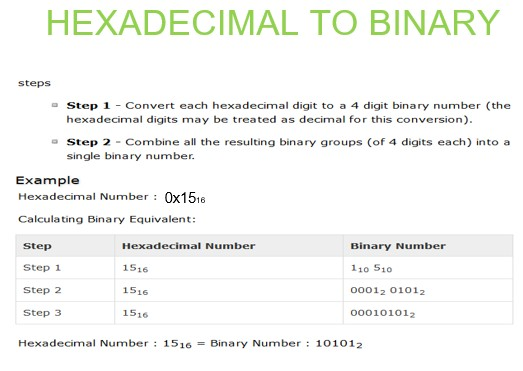 HEXADECIMAL TO BINARY
steps
Step 1 - Convert each hexadecimal digit to a 4 digit binary number (the
hexadecimal digits may be treated as decimal for this conversion).
Step 2 - Combine all the resulting binary groups (of 4 digits each) into a
single binary number.
Example
Hexadecimal Number : 0x15₁₆
Calculating Binary Equivalent:
Step Hexadecimal Number Binary Number
Step 1 15₁₆ 1₁₀ 5₁₀
Step 2 15₁₆ 0001₂ 0101₂
Step 3 15₁₆ 00010101₂
Hexadecimal Number : 15₁₆ = Binary Number : 10101₂